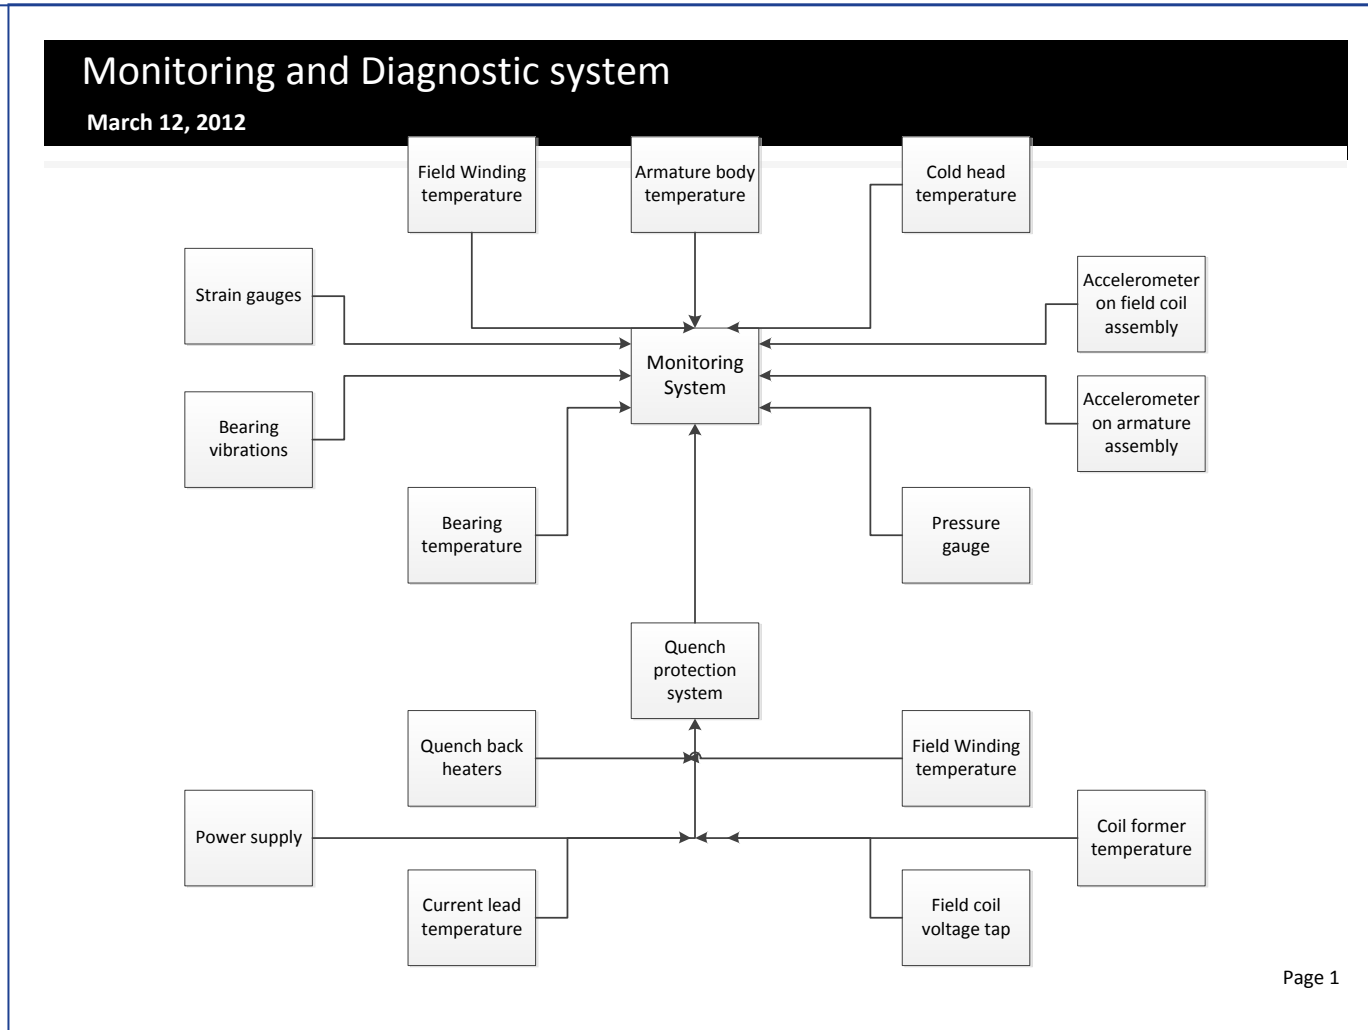 Monitoring and Diagnostic system
March 12, 2012
Field Winding
temperature
Armature body
temperature
Cold head
temperature
Strain gauges
Accelerometer
on field coil
assembly
Monitoring
System
Bearing
vibrations
Accelerometer
on armature
assembly
Bearing
temperature
Pressure
gauge
Quench
protection
system
Quench back
heaters
Field Winding
temperature
Power supply
Coil former
temperature
Current lead
temperature
Field coil
voltage tap
Page 1